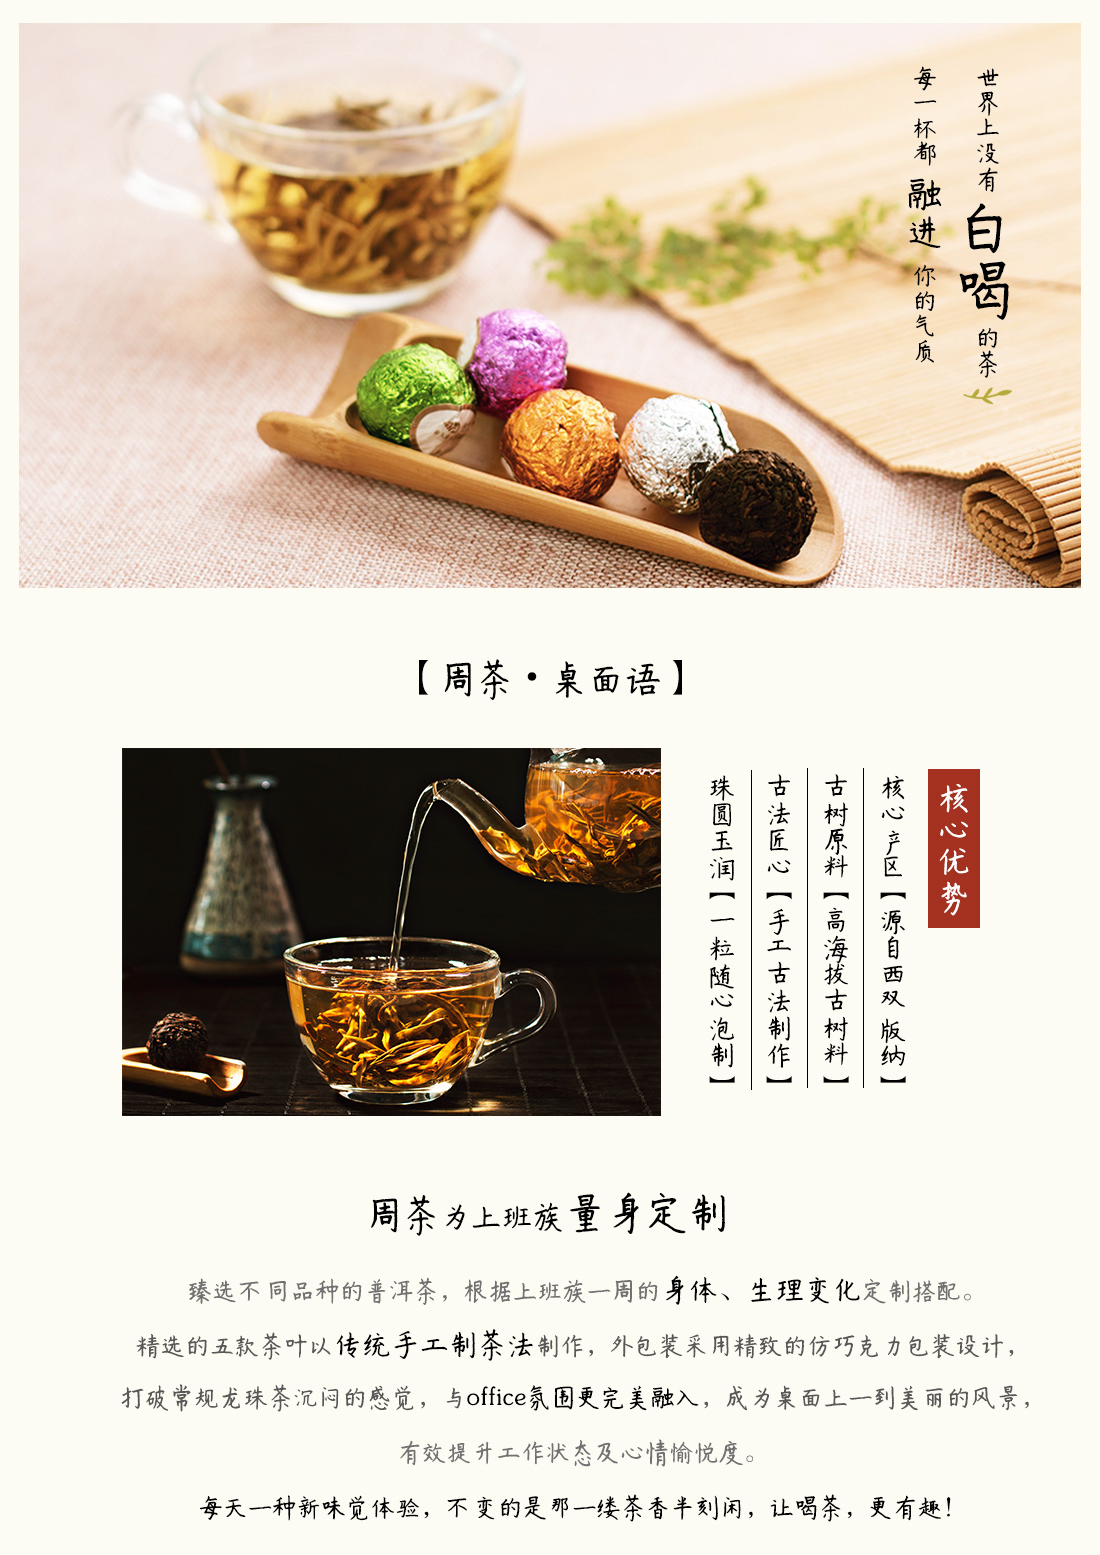 世界上没有白喝的茶
每一杯都融进你的气质
【周茶·桌面语】
核心优势
核心产区【源自西双版纳】
古树原料【高海拔古树料】
古法匠心【手工古法制作】
珠圆玉润【一粒随心泡制】
周茶为上班族量身定制
臻选不同品种的普洱茶，根据上班族一周的身体、生理变化定制搭配。
精选的五款茶叶以传统手工制茶法制作，外包装采用精致的仿巧克力包装设计，
打破常规龙珠茶沉闷的感觉，与office氛围更完美融入，成为桌面上一到美丽的风景，
有效提升工作状态及心情愉悦度。
每天一种新味觉体验，不变的是那一缕茶香半刻闲，让喝茶，更有趣！